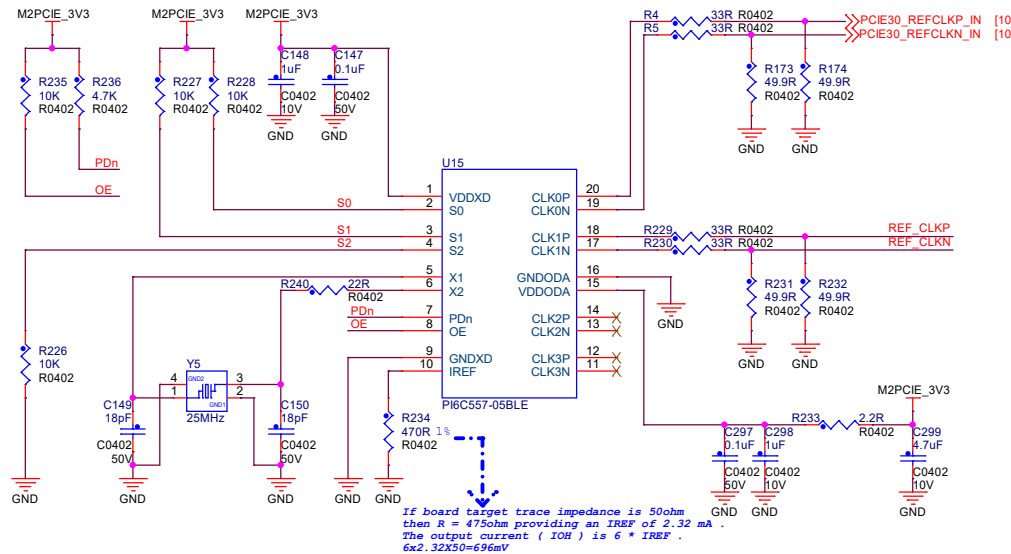 M2PCIE_3V3
M2PCIE_3V3
M2PCIE_3V3
R235
10K
R0402
R236
4.7K
R0402
R227
10K
R0402
R228
10K
R0402
C148
1uF
C0402
10V
C147
0.1uF
C0402
50V
GND
GND
PDn
OE
R4
33R
R0402
R5
33R
R0402
PCIE30_REFCLKP_IN [10
PCIE30_REFCLKN_IN [10
R173
49.9R
R0402
R174
49.9R
R0402
GND
GND
U15
1 VDDXD
2 S0
3 S1
4 S2
5 X1
6 X2
7 PDn
8 OE
9 GNDXD
10 IREF
CLK0P 20
CLK0N 19
CLK1P 18
CLK1N 17
GNDODA 16
VDDODA 15
CLK2P 14
CLK2N 13
CLK3P 12
CLK3N 11
PI6C557-05BLE
S0
S1
S2
R240
22R
R0402
PDn
OE
R229
33R
R0402
R230
33R
R0402
REF_CLKP
REF_CLKN
GND
R231
49.9R
R0402
R232
49.9R
R0402
GND
GND
R226
10K
R0402
GND
Y5
4 GND2 3
1 GND1 2
25MHz
C149
18pF
C0402
50V
GND
C150
18pF
C0402
50V
GND
GND
R234
470R 1%
R0402
GND
M2PCIE_3V3
R233
2.2R
R0402
C297
0.1uF
C0402
50V
GND
C298
1uF
C0402
10V
GND
C299
4.7uF
C0402
10V
GND
If board target trace impedance is 50ohm
then R = 475ohm providing an IREF of 2.32 mA .
The output current ( IOH ) is 6 * IREF .
6x2.32X50=696mV